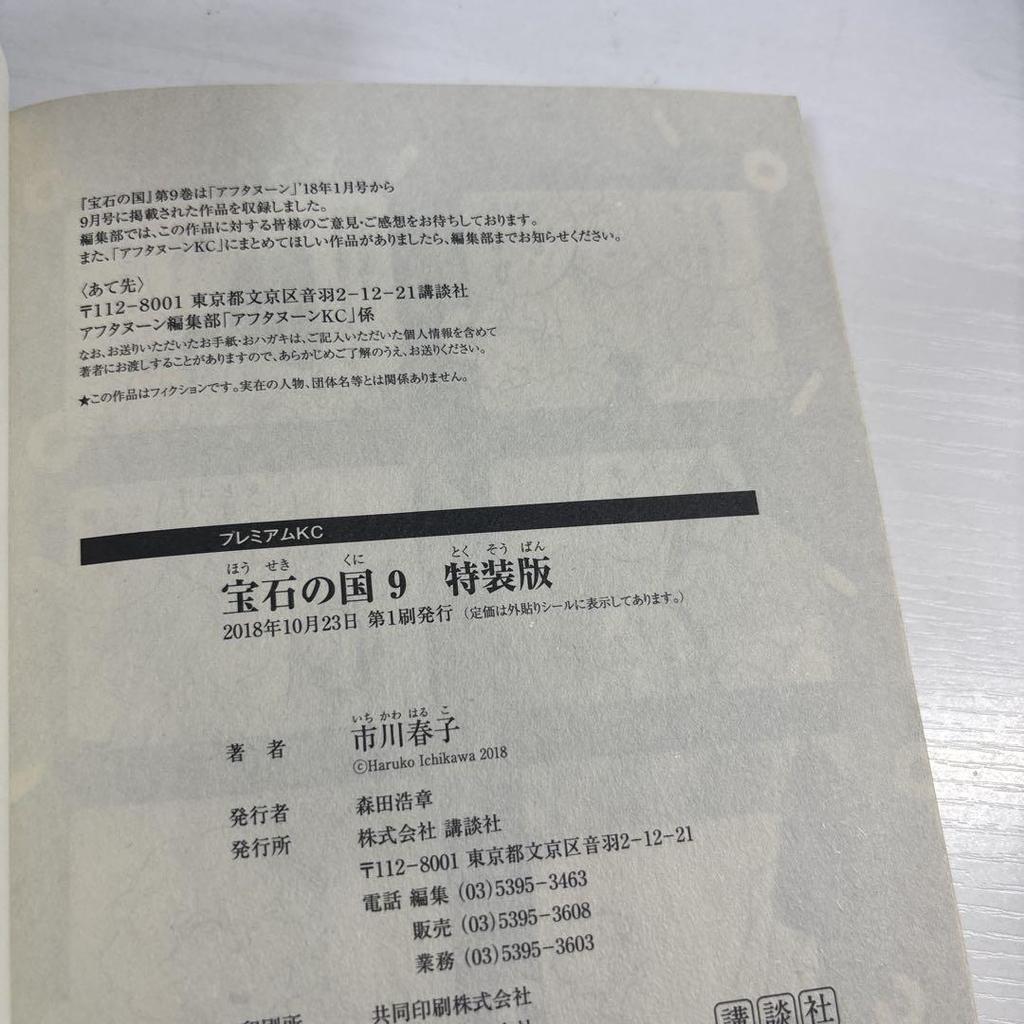 『宝石の国』第9巻は「アフタヌーン」'18年1月号から
9月号に掲載された作品を収録しました。
編集部では、この作品に対する皆様のご意見・ご感想をお待ちしております。
また、「アフタヌーンKC」にまとめてほしい作品がありましたら、編集部までお知らせください。
〈あて先〉
〒112-8001 東京都文京区音羽2-12-21講談社
アフタヌーン編集部「アフタヌーンKC」係
なお、お送りいただいたお手紙・おハガキは、ご記入いただいた個人情報を含めて
著者にお渡しすることがありますので、あらかじめご了解のうえ、お送りください。
★この作品はフィクションです。実在の人物、団体名等とは関係ありません。
プレミアムKC
ほう せき くに とく そう ばん
宝石の国 9 特装版
2018年10月23日 第1刷発行 (定価は外貼りシールに表示してあります。)
いち かわ はる こ
著 者 市川春子
©Haruko Ichikawa 2018
発行者 森田浩章
発行所 株式会社 講談社
〒112-8001 東京都文京区音羽2-12-21
電話 編集 (03)5395-3463
販売 (03)5395-3608
業務 (03)5395-3603
印刷所 共同印刷株式会社
講談社